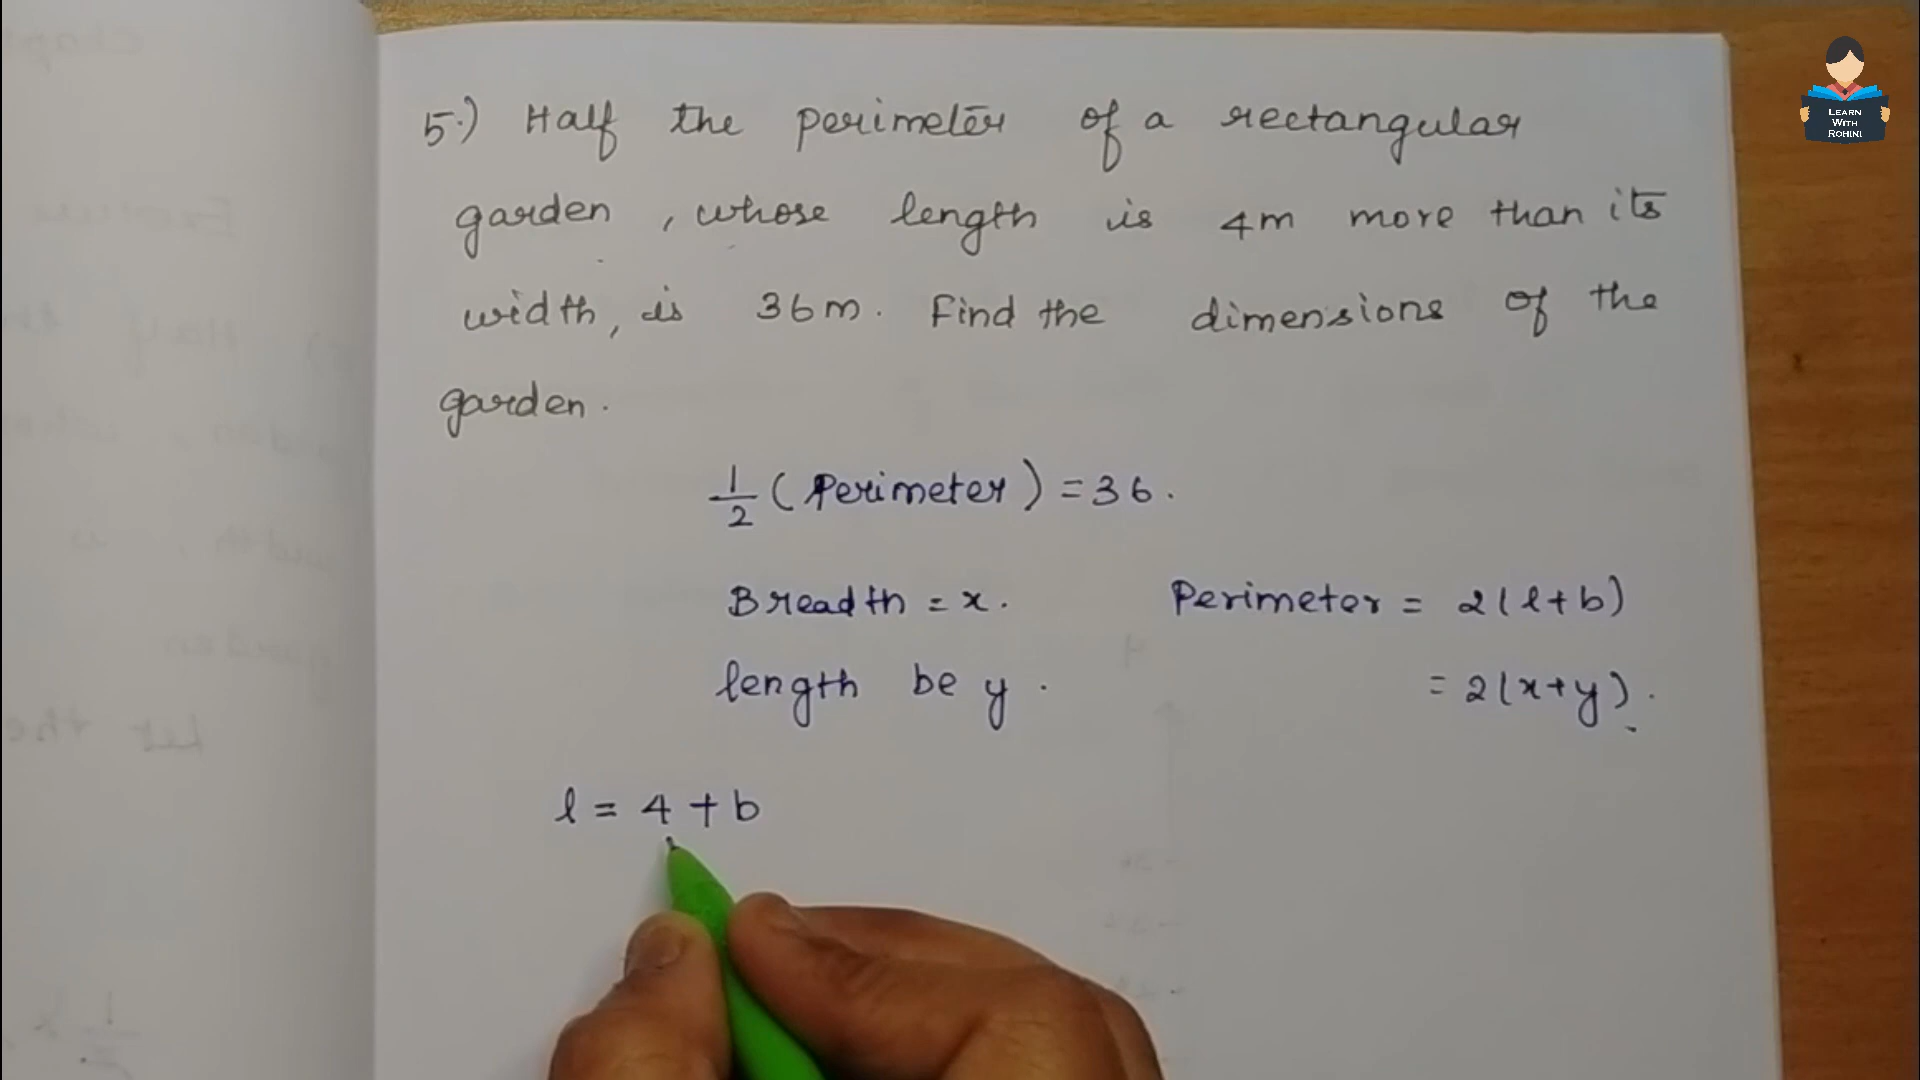 5.) Half the perimeter of a rectangular
garden, whose length is 4m more than its
width, is 36m. Find the dimensions of the
garden.
1/2 (Perimeter) = 36.
Breadth = x. Perimeter = 2(l+b)
length be y. = 2(x+y).
l = 4 + b
LEARN
WITH
ROHINI